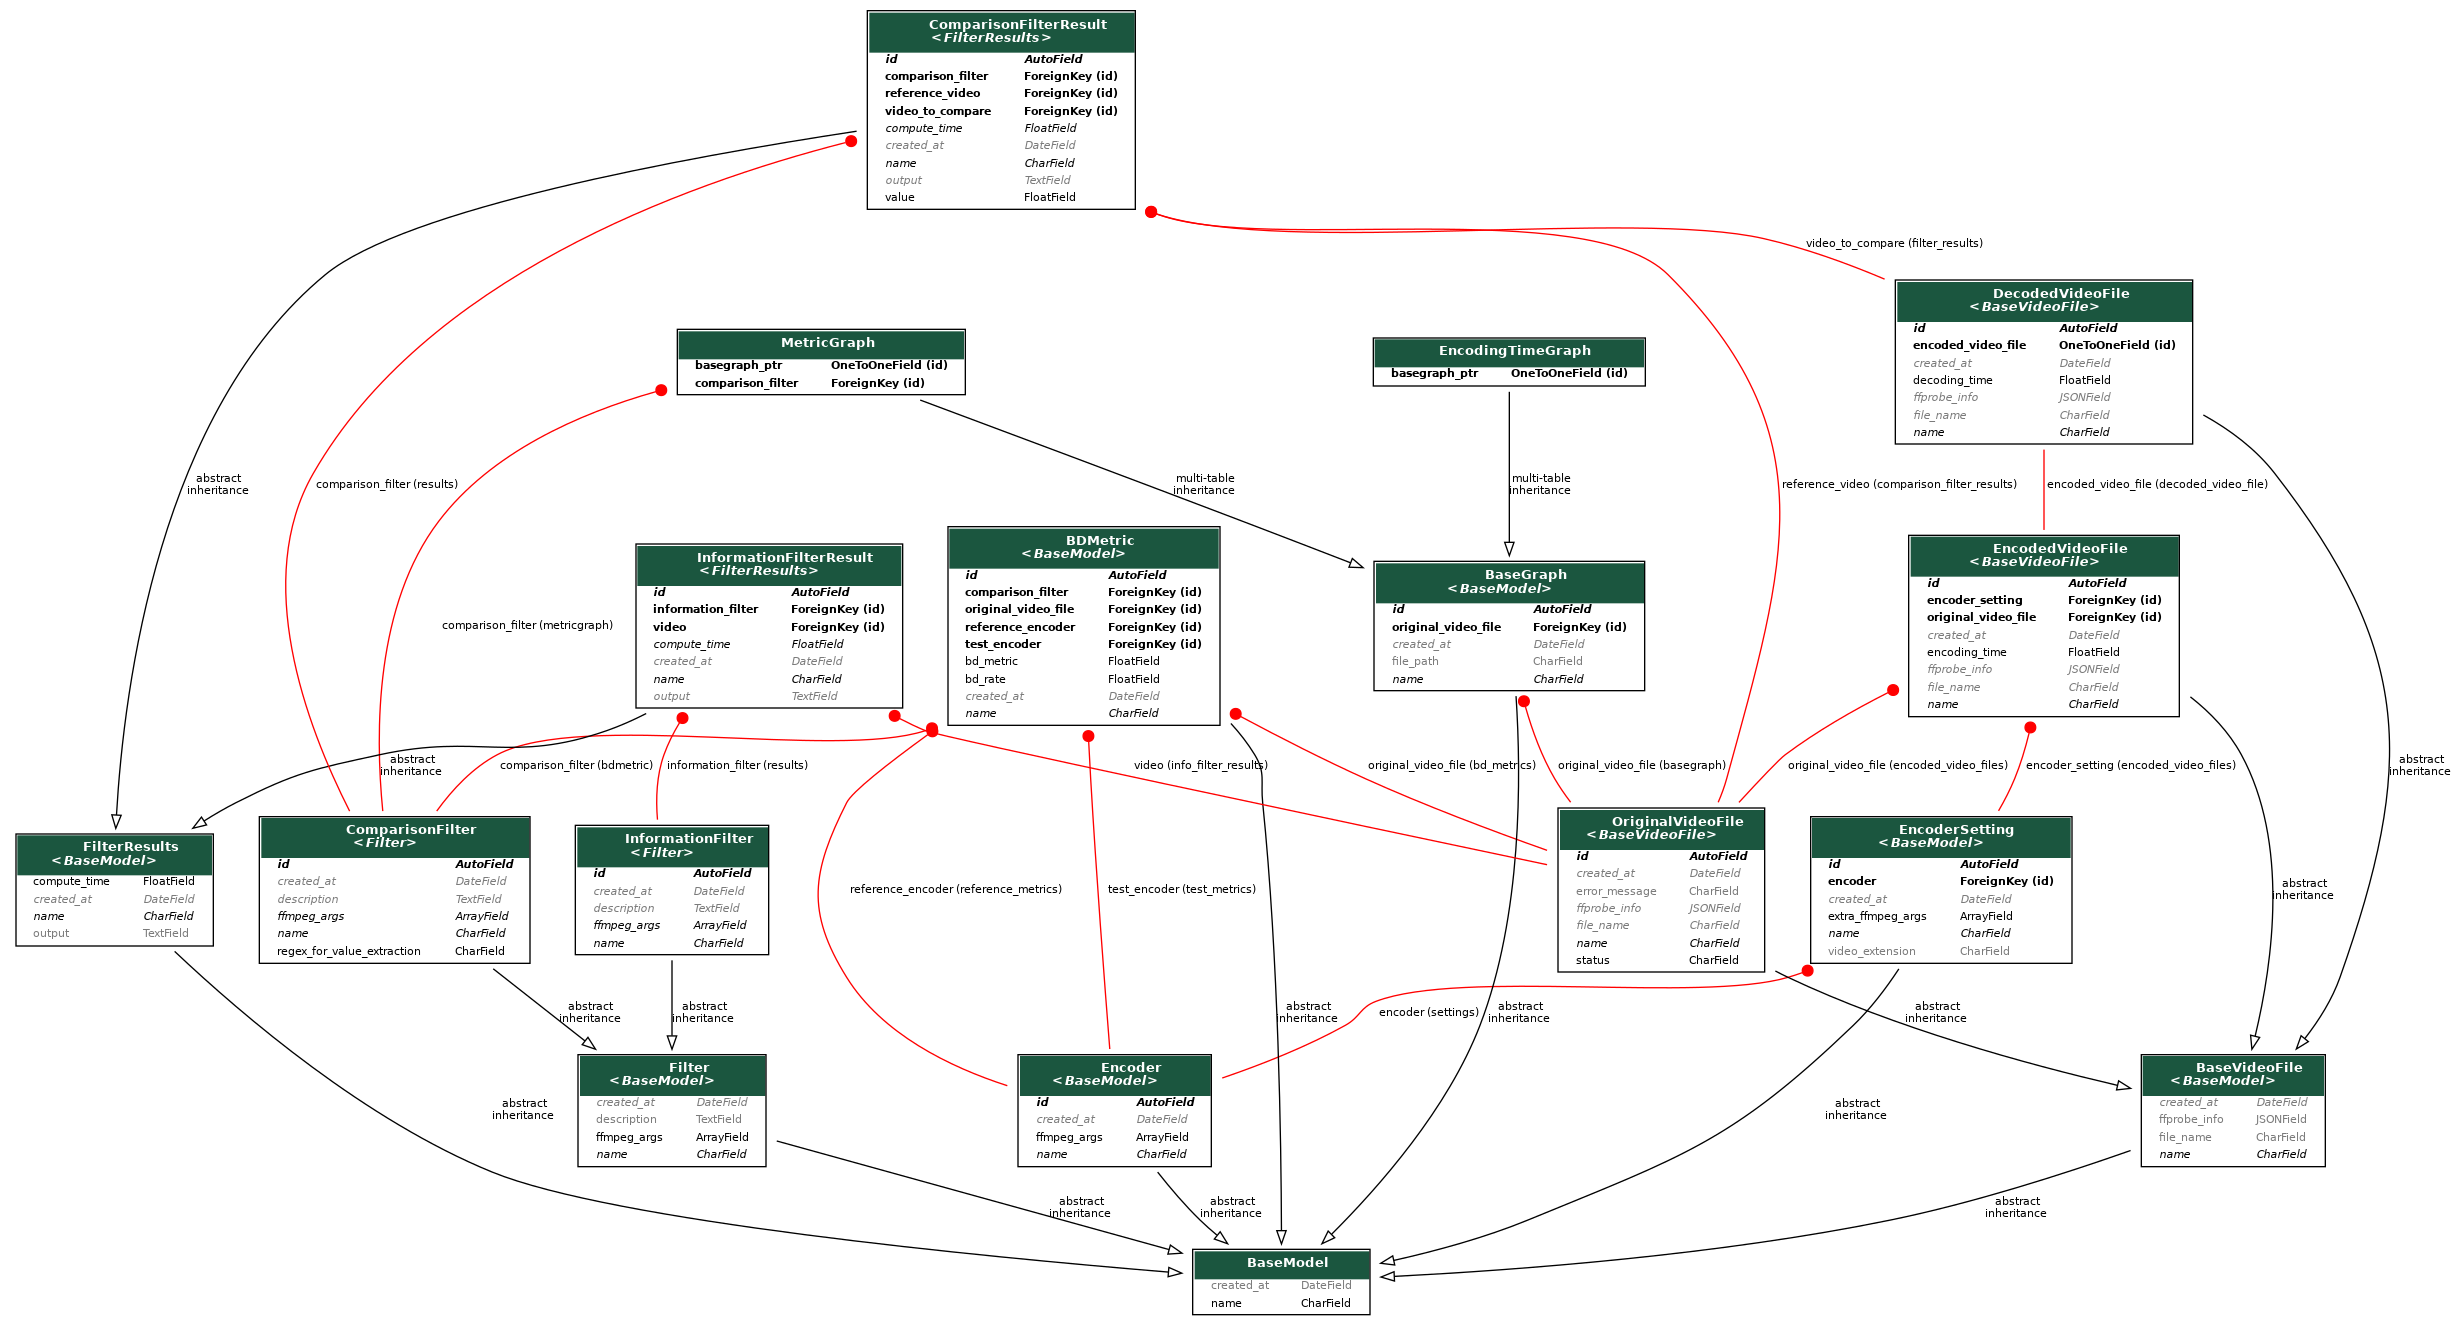 ComparisonFilterResult
<FilterResults>
id AutoField
comparison_filter ForeignKey (id)
reference_video ForeignKey (id)
video_to_compare ForeignKey (id)
compute_time FloatField
created_at DateField
name CharField
output TextField
value FloatField
video_to_compare (filter_results)
DecodedVideoFile
<BaseVideoFile>
id AutoField
encoded_video_file OneToOneField (id)
created_at DateField
decoding_time FloatField
ffprobe_info JSONField
file_name CharField
name CharField
MetricGraph
basegraph_ptr OneToOneField (id)
comparison_filter ForeignKey (id)
EncodingTimeGraph
basegraph_ptr OneToOneField (id)
abstract
inheritance
comparison_filter (results)
multi-table
inheritance
multi-table
inheritance
reference_video (comparison_filter_results)
encoded_video_file (decoded_video_file)
InformationFilterResult
<FilterResults>
id AutoField
information_filter ForeignKey (id)
video ForeignKey (id)
compute_time FloatField
created_at DateField
name CharField
output TextField
BDMetric
<BaseModel>
id AutoField
comparison_filter ForeignKey (id)
original_video_file ForeignKey (id)
reference_encoder ForeignKey (id)
test_encoder ForeignKey (id)
bd_metric FloatField
bd_rate FloatField
created_at DateField
name CharField
BaseGraph
<BaseModel>
id AutoField
original_video_file ForeignKey (id)
created_at DateField
file_path CharField
name CharField
EncodedVideoFile
<BaseVideoFile>
id AutoField
encoder_setting ForeignKey (id)
original_video_file ForeignKey (id)
created_at DateField
encoding_time FloatField
ffprobe_info JSONField
file_name CharField
name CharField
comparison_filter (metricgraph)
abstract
inheritance
comparison_filter (bdmetric)
information_filter (results)
video (info_filter_results)
original_video_file (bd_metrics)
original_video_file (basegraph)
original_video_file (encoded_video_files)
encoder_setting (encoded_video_files)
abstract
inheritance
FilterResults
<BaseModel>
compute_time FloatField
created_at DateField
name CharField
output TextField
ComparisonFilter
<Filter>
id AutoField
created_at DateField
description TextField
ffmpeg_args ArrayField
name CharField
regex_for_value_extraction CharField
InformationFilter
<Filter>
id AutoField
created_at DateField
description TextField
ffmpeg_args ArrayField
name CharField
reference_encoder (reference_metrics)
test_encoder (test_metrics)
OriginalVideoFile
<BaseVideoFile>
id AutoField
created_at DateField
error_message CharField
ffprobe_info JSONField
file_name CharField
name CharField
status CharField
EncoderSetting
<BaseModel>
id AutoField
encoder ForeignKey (id)
created_at DateField
extra_ffmpeg_args ArrayField
name CharField
video_extension CharField
abstract
inheritance
abstract
inheritance
abstract
inheritance
abstract
inheritance
encoder (settings)
abstract
inheritance
abstract
inheritance
Filter
<BaseModel>
created_at DateField
description TextField
ffmpeg_args ArrayField
name CharField
Encoder
<BaseModel>
id AutoField
created_at DateField
ffmpeg_args ArrayField
name CharField
BaseVideoFile
<BaseModel>
created_at DateField
ffprobe_info JSONField
file_name CharField
name CharField
abstract
inheritance
abstract
inheritance
abstract
inheritance
abstract
inheritance
abstract
inheritance
BaseModel
created_at DateField
name CharField